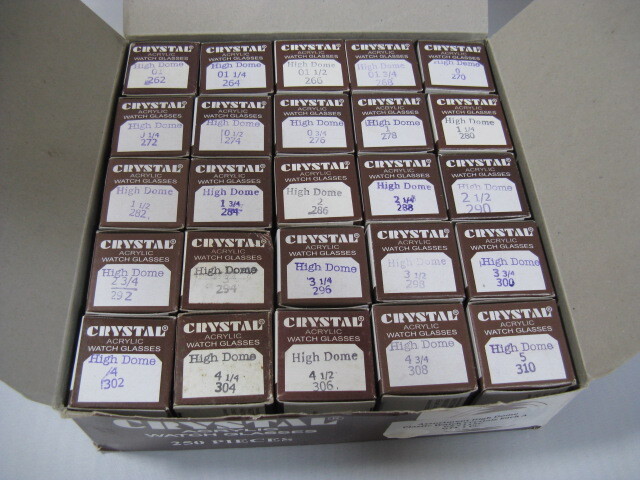 CRYSTAL®
ACRYLIC
WATCH GLASSES
High Dome
01
262
CRYSTAL®
ACRYLIC
WATCH GLASSES
High Dome
01 1/4
264
CRYSTAL®
ACRYLIC
WATCH GLASSES
High Dome
01 1/2
266
CRYSTAL®
ACRYLIC
WATCH GLASSES
High Dome
01 3/4
268
CRYSTAL®
ACRYLIC
WATCH GLASSES
High Dome
0
270
CRYSTAL®
ACRYLIC
WATCH GLASSES
High Dome
1/4
272
CRYSTAL®
ACRYLIC
WATCH GLASSES
High Dome
0 1/2
274
CRYSTAL®
ACRYLIC
WATCH GLASSES
High Dome
0 3/4
276
CRYSTAL®
ACRYLIC
WATCH GLASSES
High Dome
1
278
CRYSTAL®
ACRYLIC
WATCH GLASSES
High Dome
1 1/4
280
CRYSTAL®
ACRYLIC
WATCH GLASSES
High Dome
1 1/2
282
CRYSTAL®
ACRYLIC
WATCH GLASSES
High Dome
1 3/4
284
CRYSTAL®
ACRYLIC
WATCH GLASSES
High Dome
2
286
CRYSTAL®
ACRYLIC
WATCH GLASSES
High Dome
2 1/4
288
CRYSTAL®
ACRYLIC
WATCH GLASSES
High Dome
2 1/2
290
CRYSTAL®
ACRYLIC
WATCH GLASSES
High Dome
2 3/4
292
CRYSTAL®
ACRYLIC
WATCH GLASSES
High Dome
294
CRYSTAL®
ACRYLIC
WATCH GLASSES
High Dome
3 1/4
296
CRYSTAL®
ACRYLIC
WATCH GLASSES
High Dome
3 1/2
298
CRYSTAL®
ACRYLIC
WATCH GLASSES
High Dome
3 3/4
300
CRYSTAL®
ACRYLIC
WATCH GLASSES
High Dome
4
302
CRYSTAL®
ACRYLIC
WATCH GLASSES
High Dome
4 1/4
304
CRYSTAL®
ACRYLIC
WATCH GLASSES
High Dome
4 1/2
306
CRYSTAL®
ACRYLIC
WATCH GLASSES
High Dome
4 3/4
308
CRYSTAL®
ACRYLIC
WATCH GLASSES
High Dome
5
310
CRYSTAL
WATCH GLASSES
250 PIECES